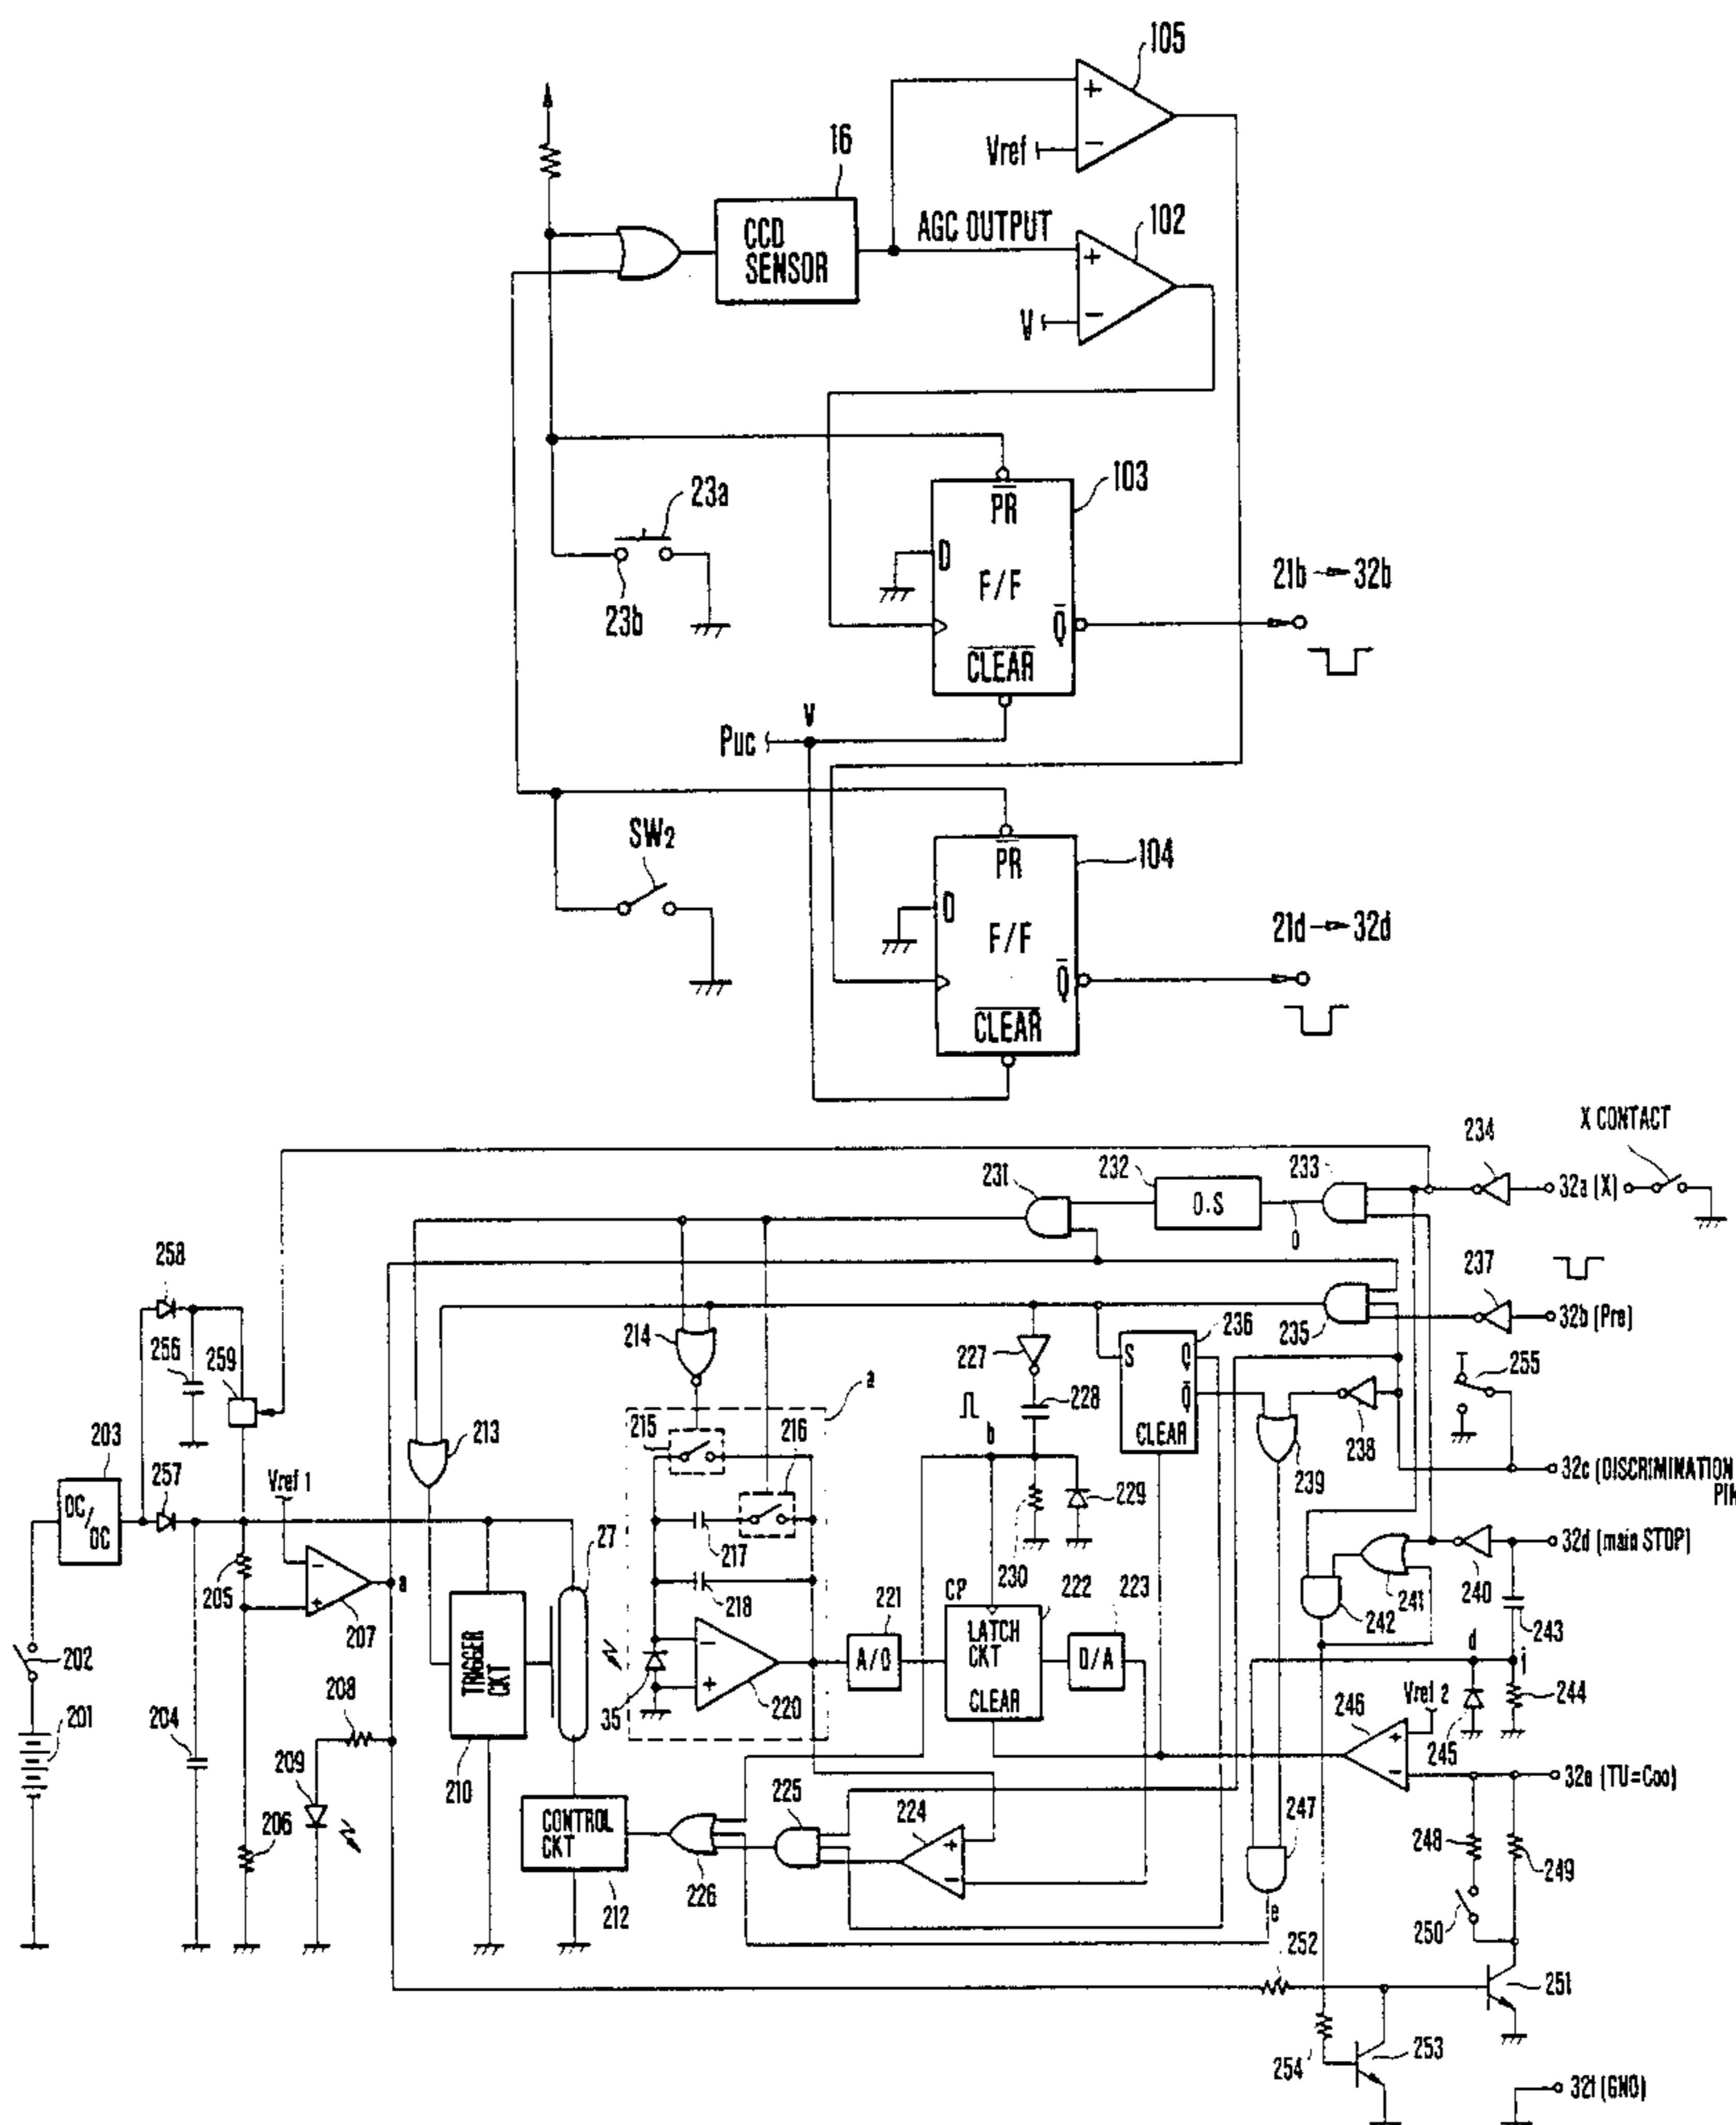 105
16
Vref
+
−
CCD
SENSOR
AGC OUTPUT
102
+
V
−
23a
23b
103
PR
D
F/F
Q
CLEAR
21b → 32b
Puc
V
SW2
104
PR
D
F/F
Q
CLEAR
21d → 32d
X CONTACT
234
233
232
231
O.S
32a (X)
258
237
236
235
32b (Pre)
256
259
214
227
S
Q
Q
255
a
228
CLEAR
238
215
216
b
239
203
213
32c (DISCRIMINATION
PIN
DC/
DC
Vref 1
257
229
27
217
32d (main STOP)
−
205
+
a
230
218
CP
222
223
221
242
241
240
243
207
LATCH
CKT
d
j
202
TRIGGER
CKT
A/D
D/A
−
+
208
CLEAR
246
Vref 2
244
35
220
+
−
201
204
209
210
245
32e (TU=Coo)
225
224
247
206
CONTROL
CKT
+
−
248
249
226
212
e
252
250
251
254
253
32f (GND)